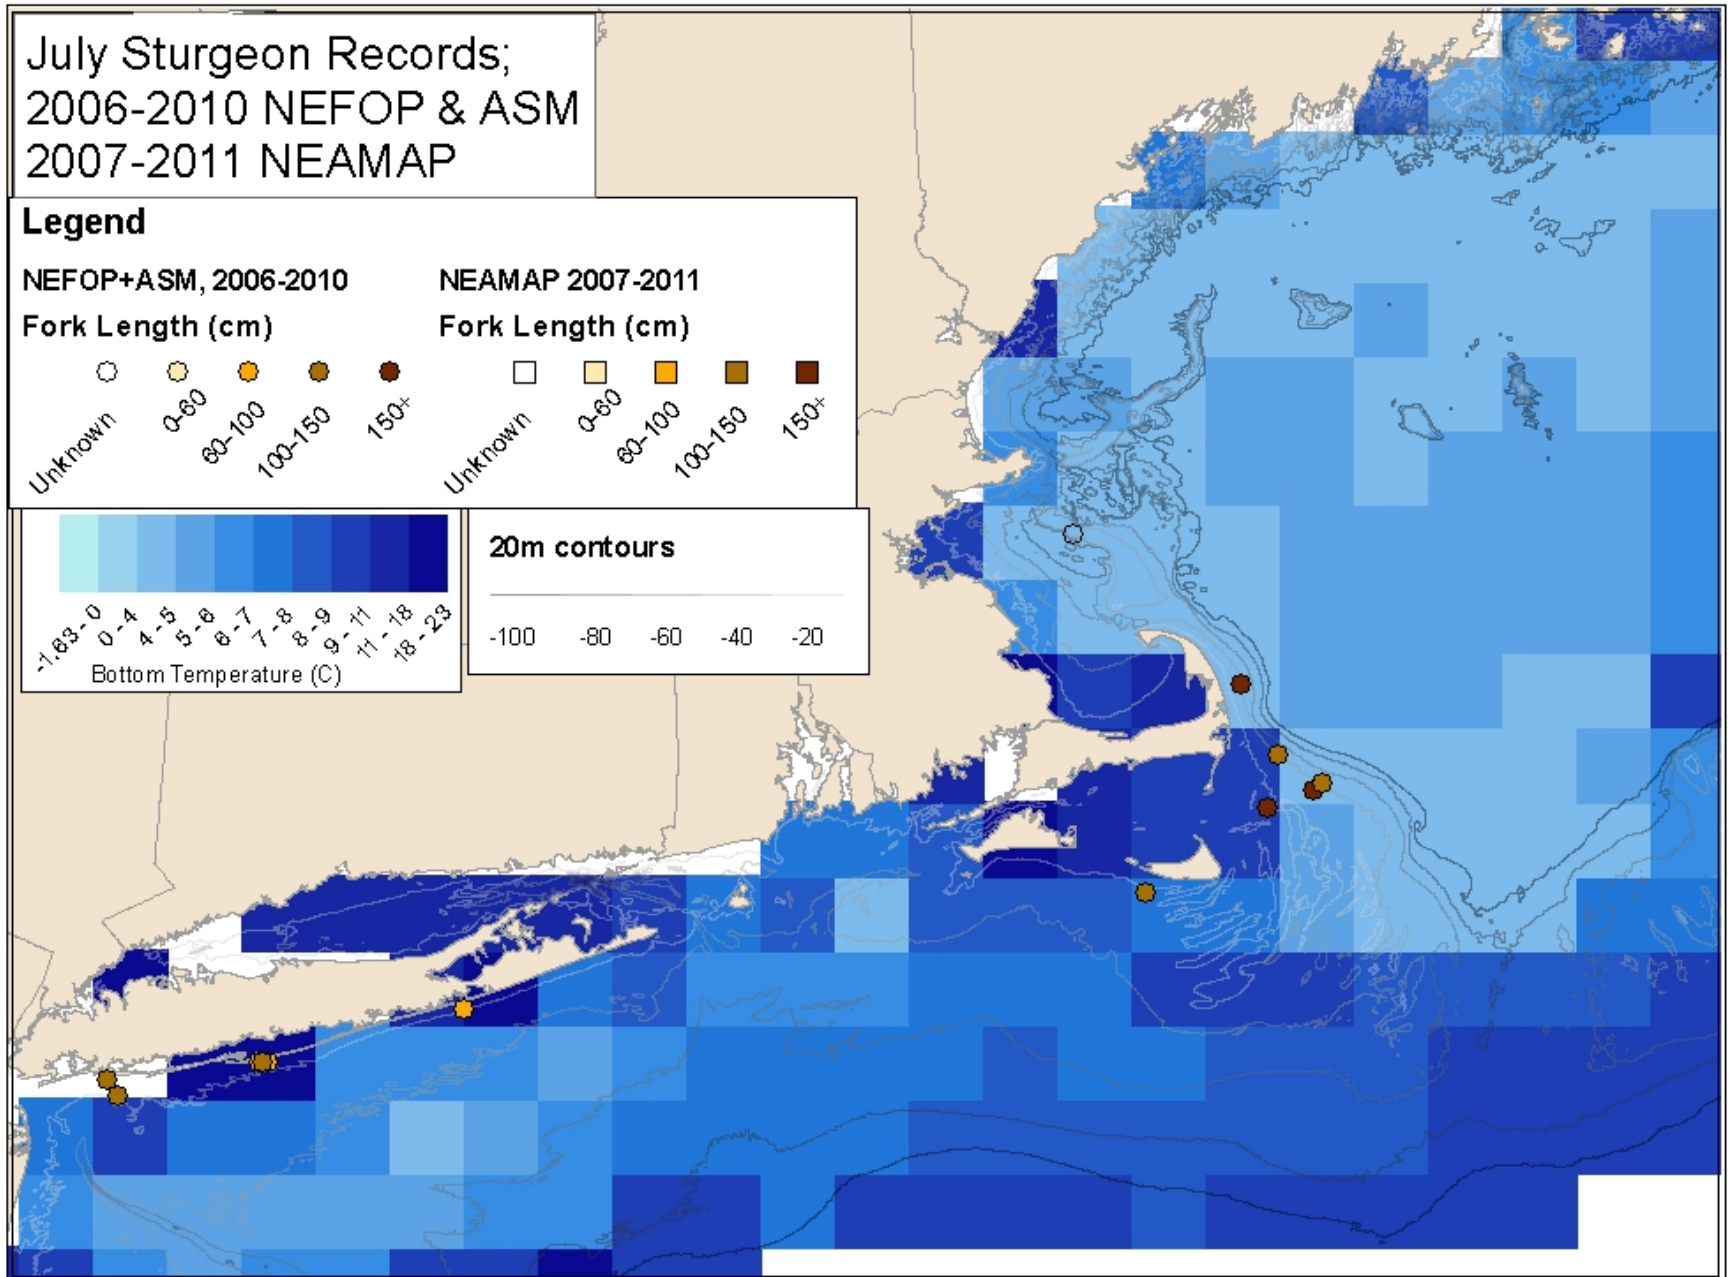 July Sturgeon Records;
2006-2010 NEFOP & ASM
2007-2011 NEAMAP
Legend
NEFOP+ASM, 2006-2010
Fork Length (cm)
Unknown
0-60
60-100
100-150
150+
NEAMAP 2007-2011
Fork Length (cm)
Unknown
0-60
60-100
100-150
150+
-1.63 - 0
0 - 4
4 - 5
5 - 6
6 - 7
7 - 8
8 - 9
9 - 11
11 - 18
18 - 23
Bottom Temperature (C)
20m contours
-100 -80 -60 -40 -20